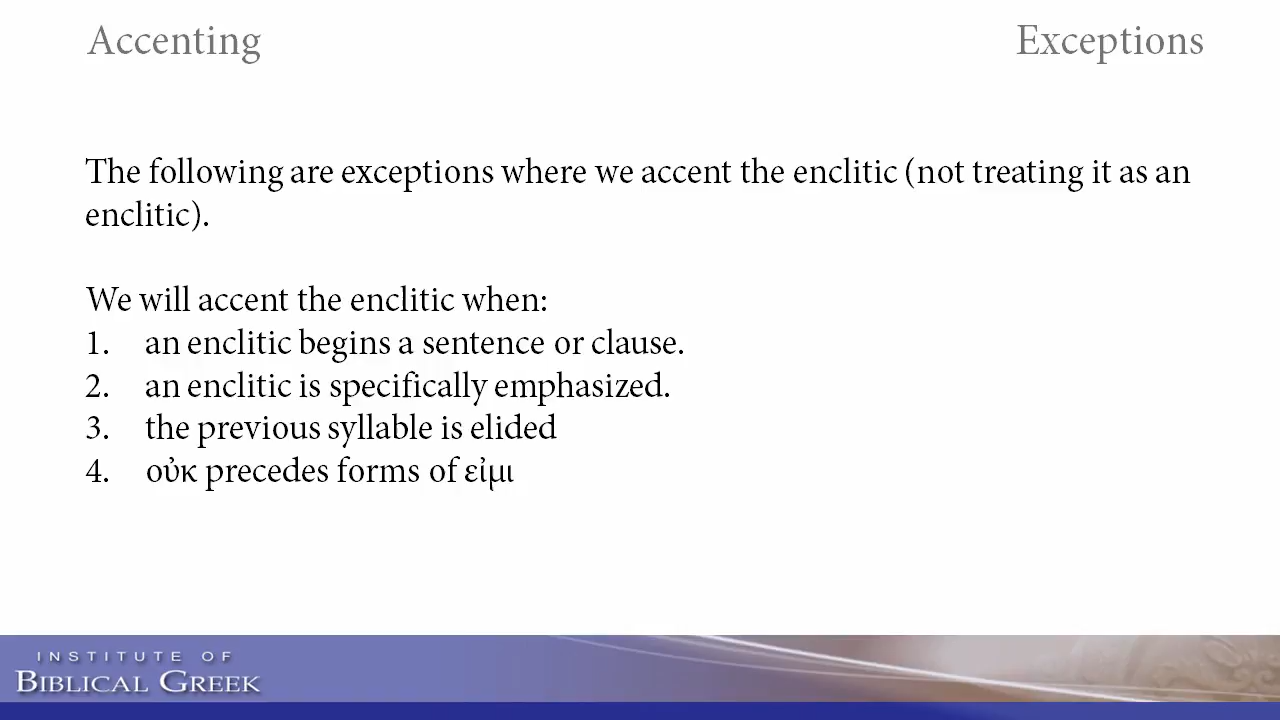 Accenting Exceptions
The following are exceptions where we accent the enclitic (not treating it as an
enclitic).
We will accent the enclitic when:
1. an enclitic begins a sentence or clause.
2. an enclitic is specifically emphasized.
3. the previous syllable is elided
4. οὐκ precedes forms of εἰμι
INSTITUTE OF
BIBLICAL GREEK